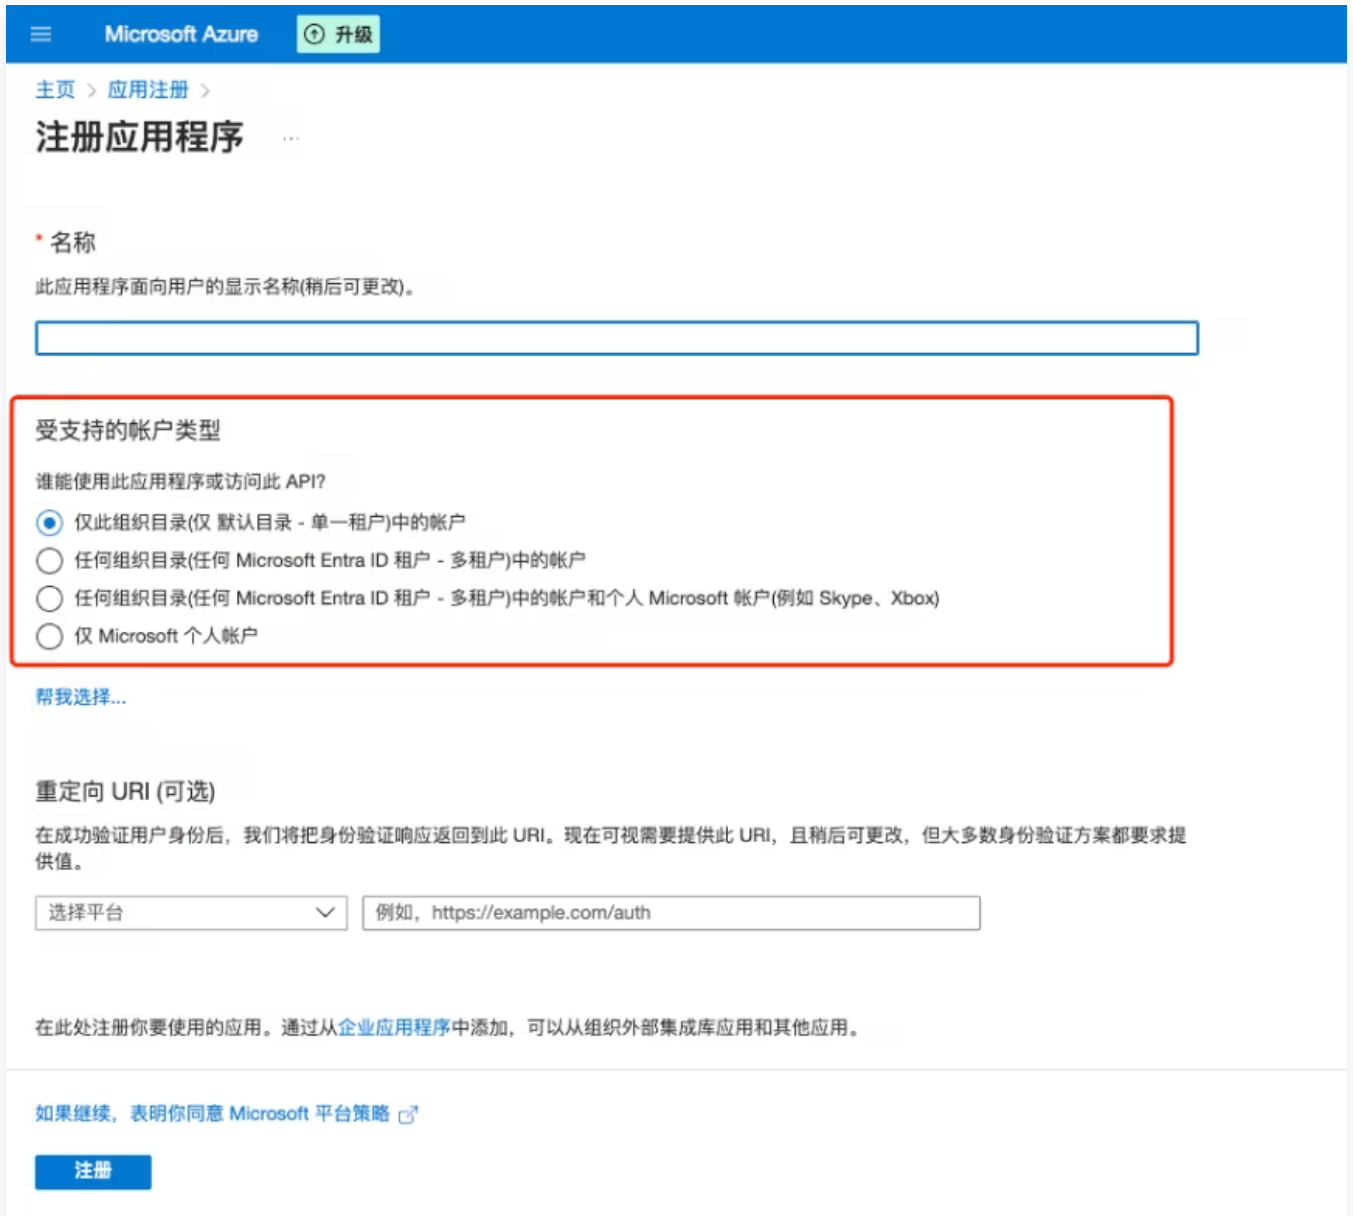 Microsoft Azure
升级
主页 > 应用注册 >
注册应用程序 ...
* 名称
此应用程序面向用户的显示名称(稍后可更改)。
受支持的帐户类型
谁能使用此应用程序或访问此 API?
仅此组织目录(仅 默认目录 - 单一租户)中的帐户
任何组织目录(任何 Microsoft Entra ID 租户 - 多租户)中的帐户
任何组织目录(任何 Microsoft Entra ID 租户 - 多租户)中的帐户和个人 Microsoft 帐户(例如 Skype、Xbox)
仅 Microsoft 个人帐户
帮我选择...
重定向 URI (可选)
在成功验证用户身份后，我们将把身份验证响应返回到此 URI。现在可视需要提供此 URI，且稍后可更改，但大多数身份验证方案都要求提
供值。
选择平台
例如，https://example.com/auth
在此处注册你要使用的应用。通过从企业应用程序中添加，可以从组织外部集成库应用和其他应用。
如果继续，表明你同意 Microsoft 平台策略
注册